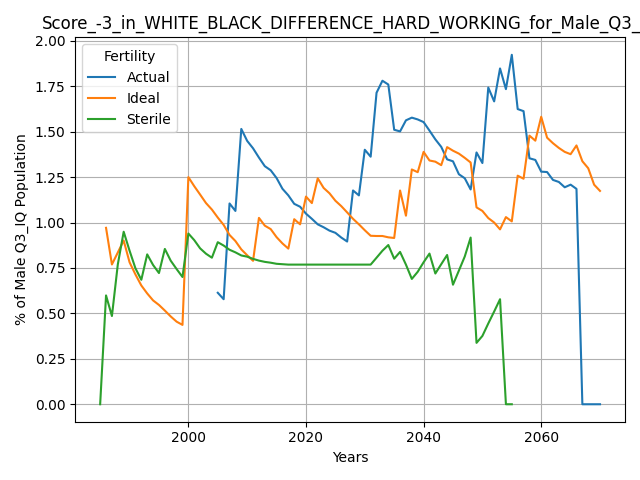 Score_-3_in_WHITE_BLACK_DIFFERENCE_HARD_WORKING_for_Male_Q3_
Fertility
Actual
Ideal
Sterile
2.00
1.75
1.50
1.25
1.00
0.75
0.50
0.25
0.00
% of Male Q3_IQ Population
2000
2020
2040
2060
Years